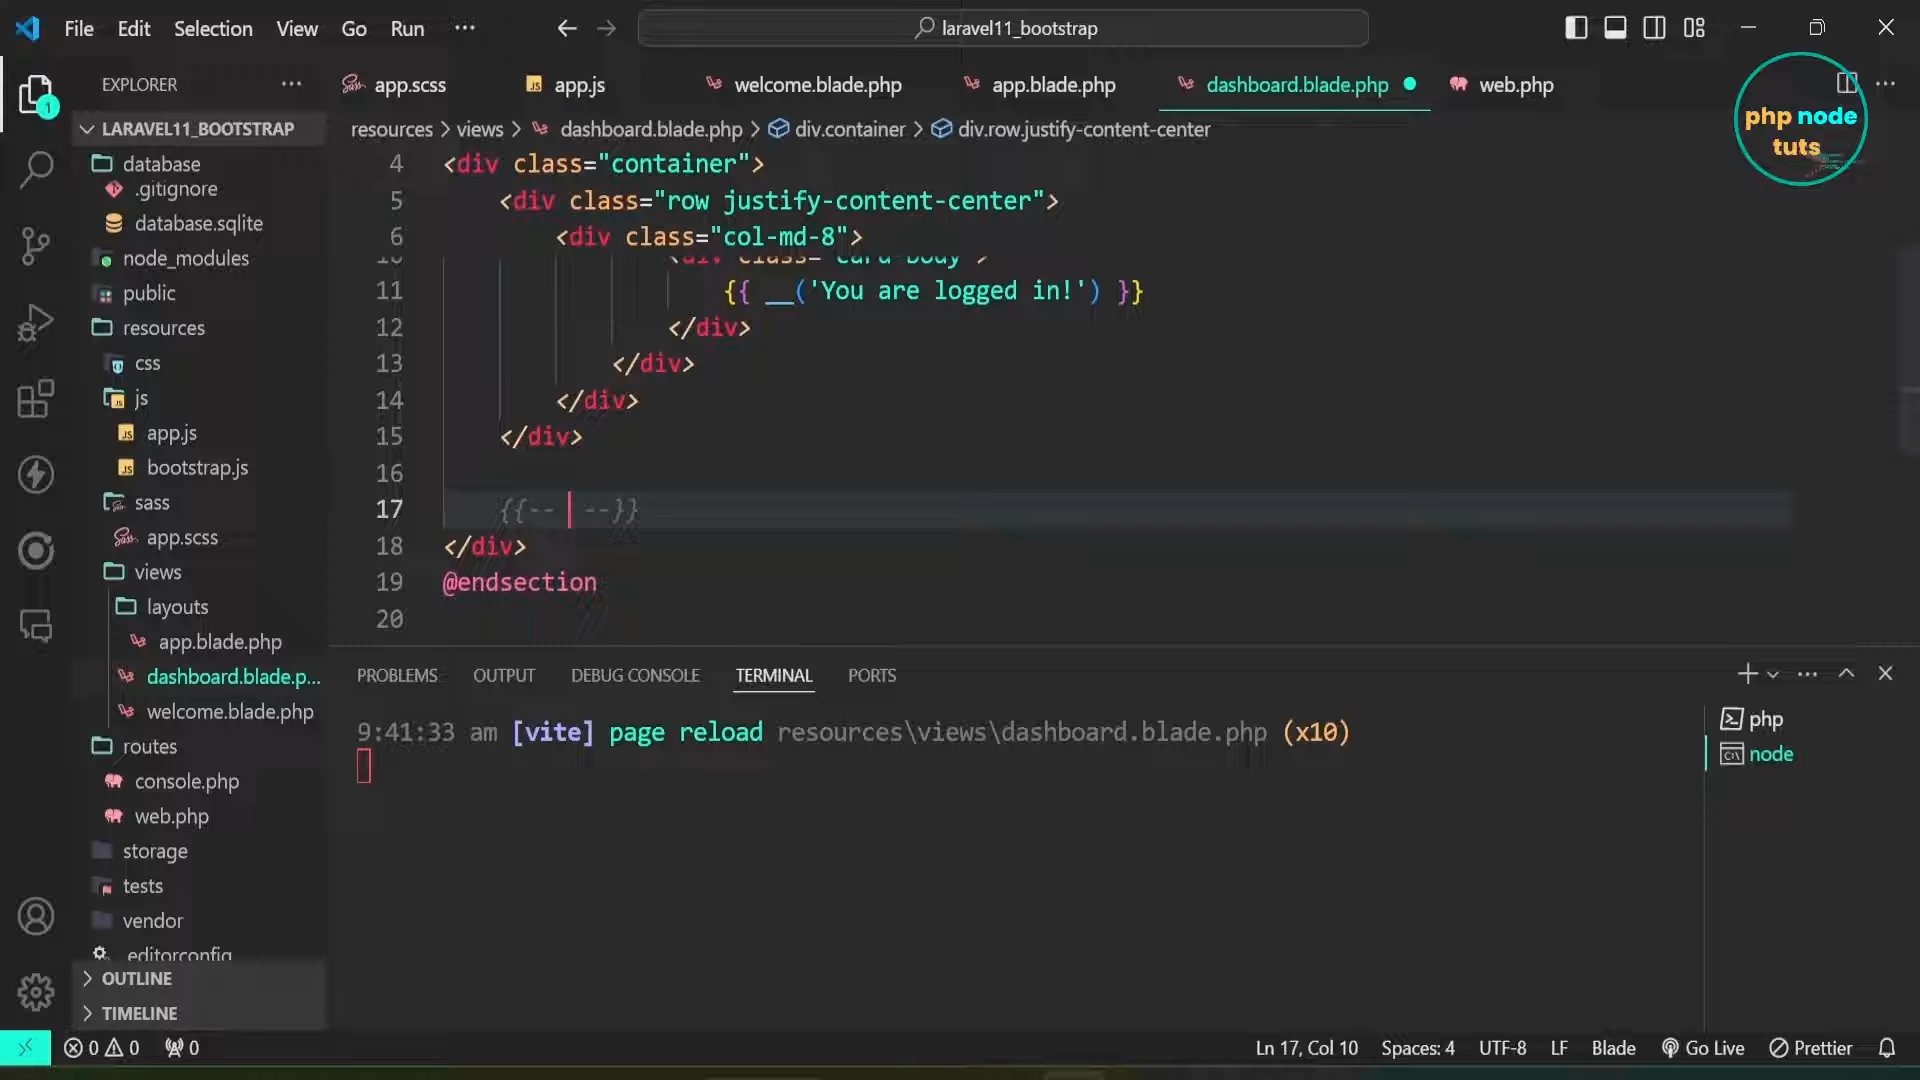 File Edit Selection View Go Run ···
laravel11_bootstrap
EXPLORER
app.scss
app.js
welcome.blade.php
app.blade.php
dashboard.blade.php
web.php
php node
tuts
LARAVEL11_BOOTSTRAP
resources > views > dashboard.blade.php > div.container > div.row.justify-content-center
database
.gitignore
database.sqlite
node_modules
public
resources
css
js
app.js
bootstrap.js
sass
app.scss
views
layouts
app.blade.php
dashboard.blade.p...
welcome.blade.php
routes
console.php
web.php
storage
tests
vendor
.editorconfig
OUTLINE
TIMELINE
4 <div class="container">
5 <div class="row justify-content-center">
6 <div class="col-md-8">
10 <div class="card-body">
11 {{ __('You are logged in!') }}
12 </div>
13 </div>
14 </div>
15 </div>
16
17 {{-- --}}
18 </div>
19 @endsection
20
PROBLEMS OUTPUT DEBUG CONSOLE TERMINAL PORTS
9:41:33 am [vite] page reload resources\views\dashboard.blade.php (x10)
php
node
0 0 0
Ln 17, Col 10 Spaces: 4 UTF-8 LF Blade Go Live Prettier